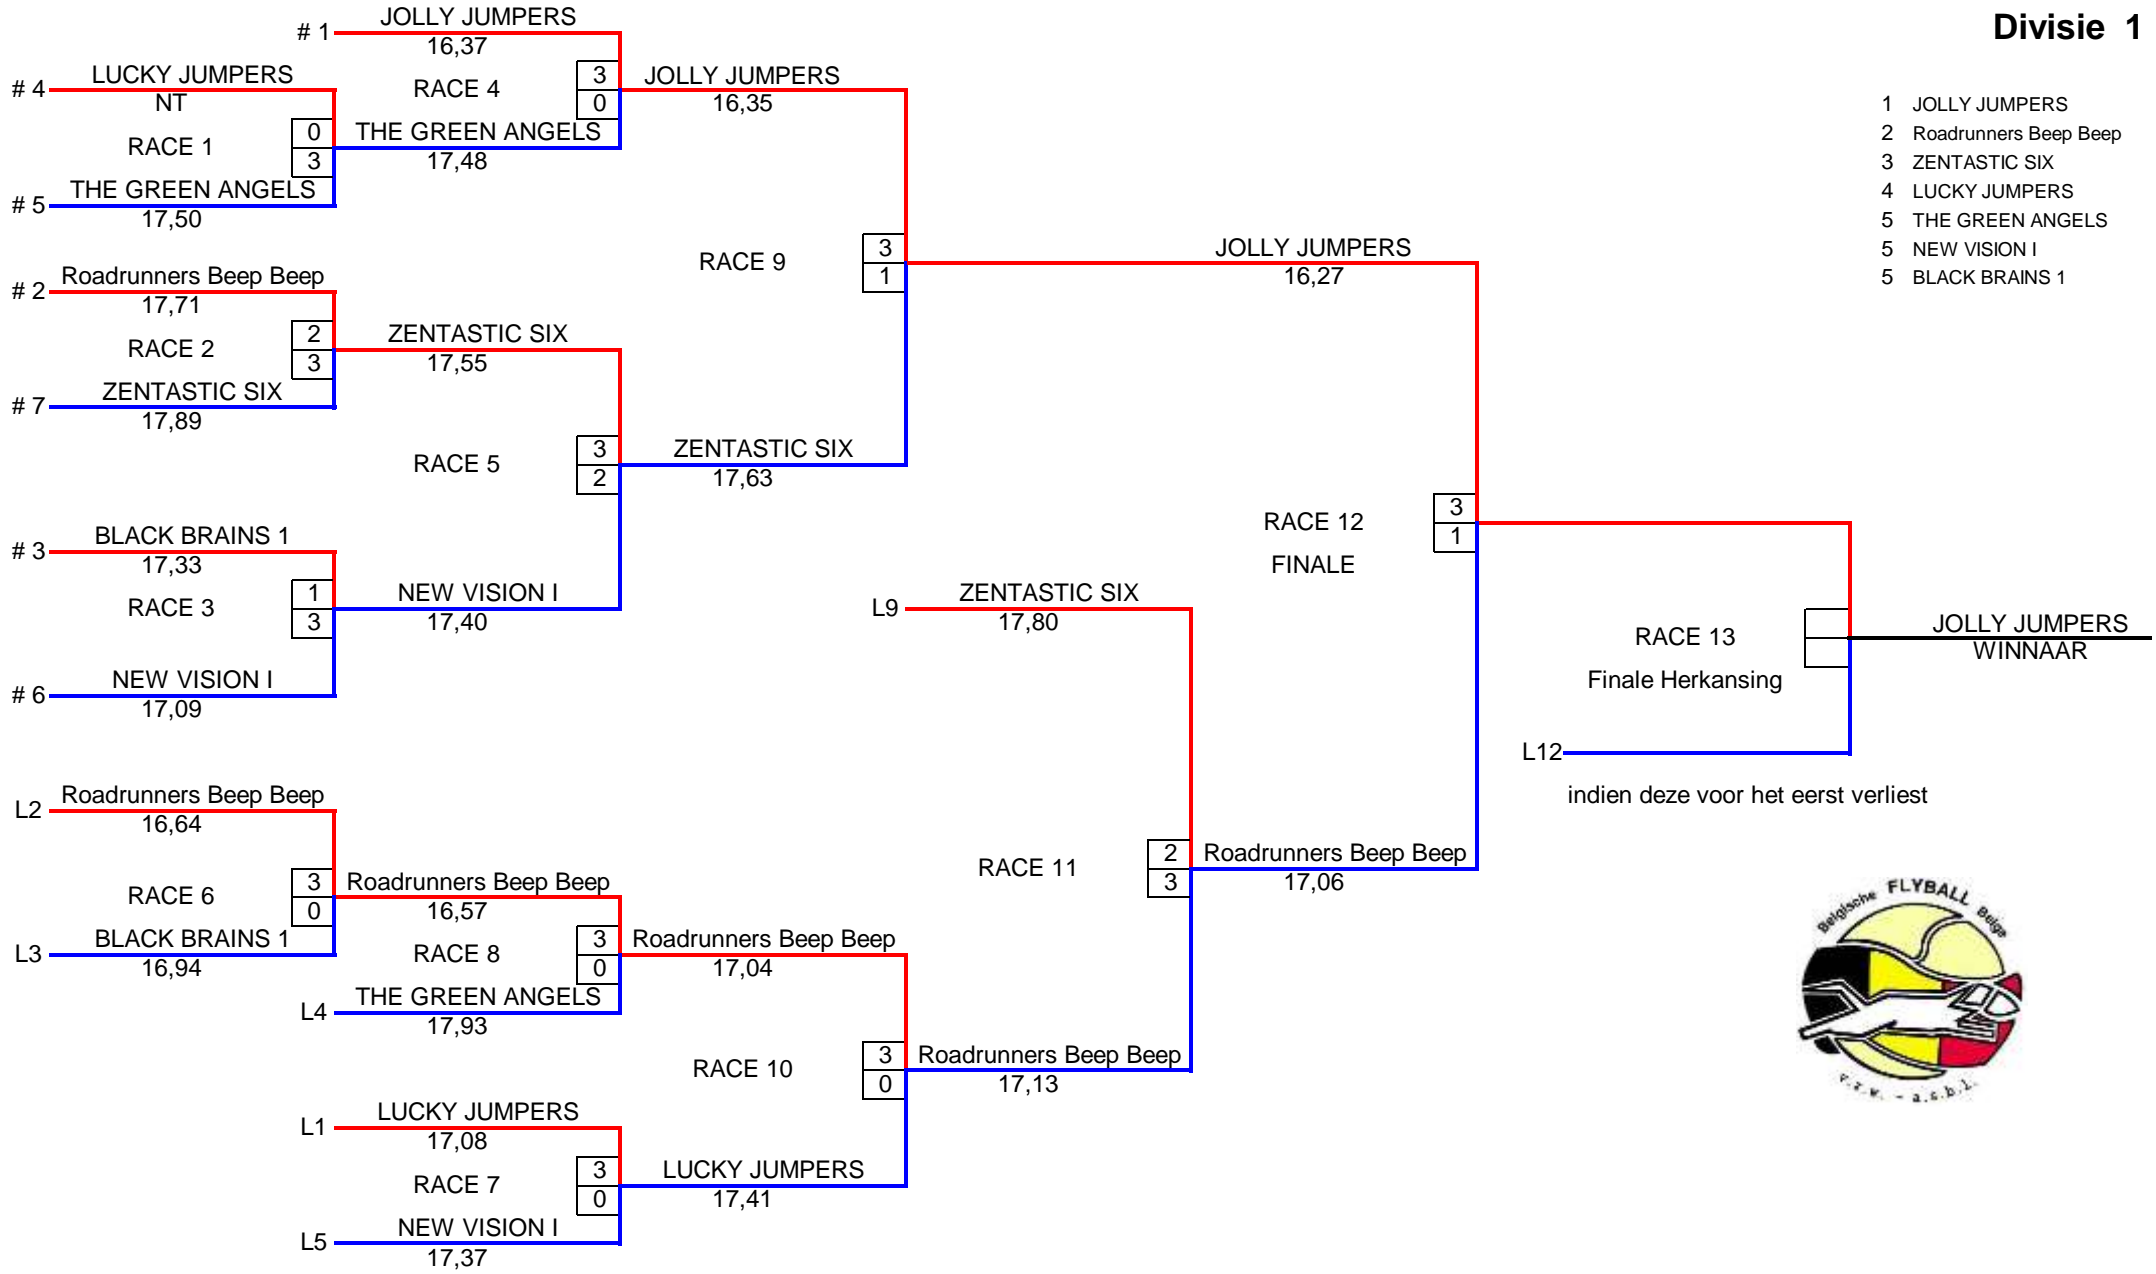 Divisie 1
1 JOLLY JUMPERS
2 Roadrunners Beep Beep
3 ZENTASTIC SIX
4 LUCKY JUMPERS
5 THE GREEN ANGELS
5 NEW VISION I
5 BLACK BRAINS 1
# 1 JOLLY JUMPERS
16,37
# 4 LUCKY JUMPERS
NT
RACE 1
0
3
# 5 THE GREEN ANGELS
17,50
RACE 4
3
0
THE GREEN ANGELS
17,48
JOLLY JUMPERS
16,35
# 2 Roadrunners Beep Beep
17,71
RACE 2
2
3
# 7 ZENTASTIC SIX
17,89
ZENTASTIC SIX
17,55
RACE 5
3
2
ZENTASTIC SIX
17,63
# 3 BLACK BRAINS 1
17,33
RACE 3
1
3
NEW VISION I
17,40
# 6 NEW VISION I
17,09
RACE 9
3
1
JOLLY JUMPERS
16,27
L2 Roadrunners Beep Beep
16,64
RACE 6
3
0
L3 BLACK BRAINS 1
16,94
Roadrunners Beep Beep
16,57
RACE 8
3
0
L4 THE GREEN ANGELS
17,93
Roadrunners Beep Beep
17,04
L1 LUCKY JUMPERS
17,08
RACE 7
3
0
L5 NEW VISION I
17,37
LUCKY JUMPERS
17,41
RACE 10
3
0
Roadrunners Beep Beep
17,13
L9 ZENTASTIC SIX
17,80
RACE 11
2
3
Roadrunners Beep Beep
17,06
RACE 12
FINALE
3
1
RACE 13
Finale Herkansing
L12
indien deze voor het eerst verliest
JOLLY JUMPERS
WINNAAR
Belgische FLYBALL Belge
v.z.w. - a.s.b.l.